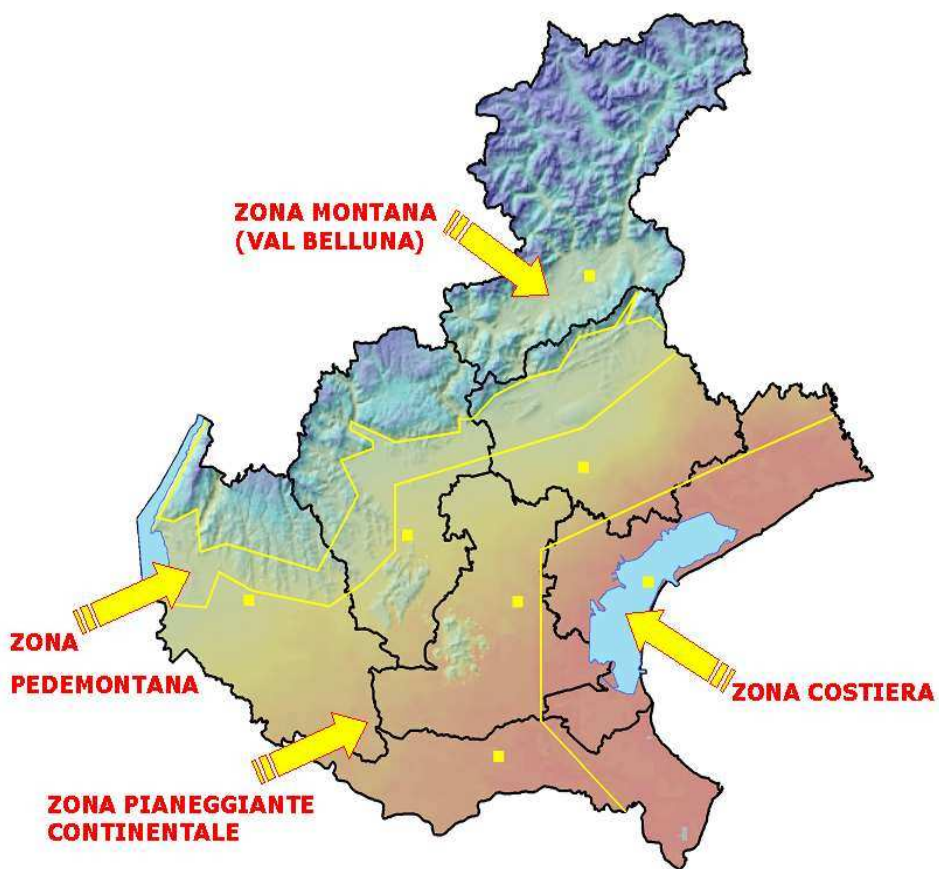 ZONA MONTANA
(VAL BELLUNA)
ZONA
PEDEMONTANA
ZONA COSTIERA
ZONA PIANEGGIANTE
CONTINENTALE